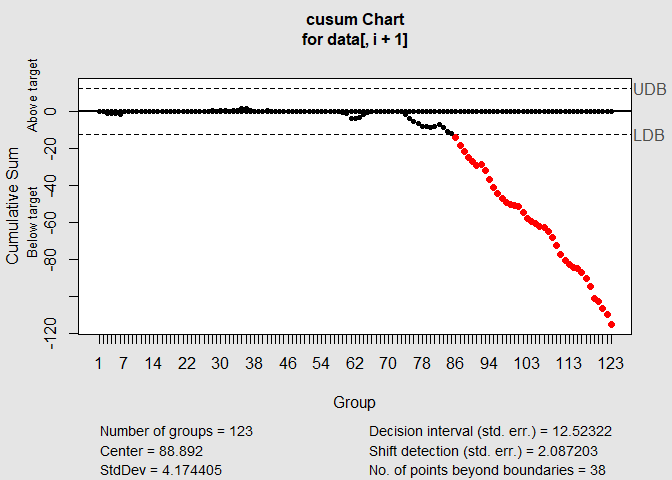 cusum Chart
for data[, i + 1]
Above target
Below target
Cumulative Sum
0
-20
-40
-60
-80
-120
UDB
LDB
1 7 14 22 30 38 46 54 62 70 78 86 94 103 113 123
Group
Number of groups = 123
Center = 88.892
StdDev = 4.174405
Decision interval (std. err.) = 12.52322
Shift detection (std. err.) = 2.087203
No. of points beyond boundaries = 38